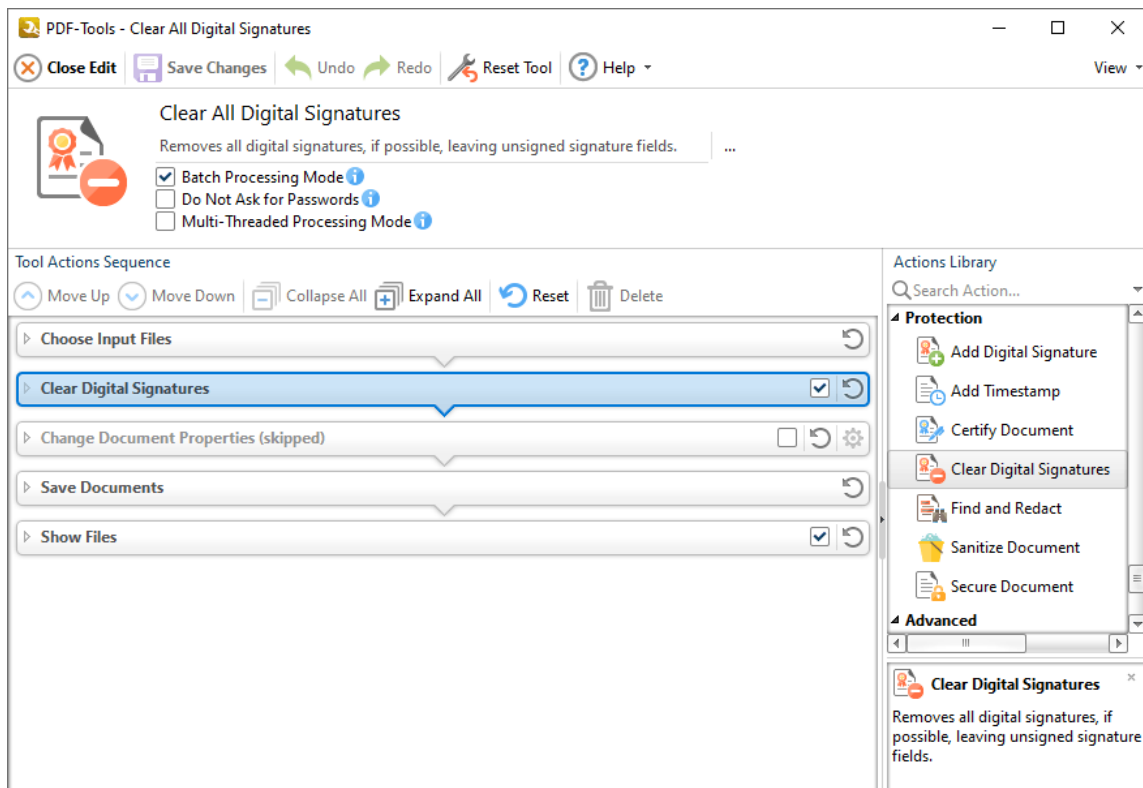 PDF-Tools - Clear All Digital Signatures
Close Edit Save Changes Undo Redo Reset Tool ? Help View
Clear All Digital Signatures
Removes all digital signatures, if possible, leaving unsigned signature fields. ...
Batch Processing Mode i
Do Not Ask for Passwords i
Multi-Threaded Processing Mode i
Tool Actions Sequence
Move Up Move Down Collapse All Expand All Reset Delete
Choose Input Files
Clear Digital Signatures
Change Document Properties (skipped)
Save Documents
Show Files
Actions Library
Search Action...
Protection
Add Digital Signature
Add Timestamp
Certify Document
Clear Digital Signatures
Find and Redact
Sanitize Document
Secure Document
Advanced
Clear Digital Signatures
Removes all digital signatures, if
possible, leaving unsigned signature
fields.